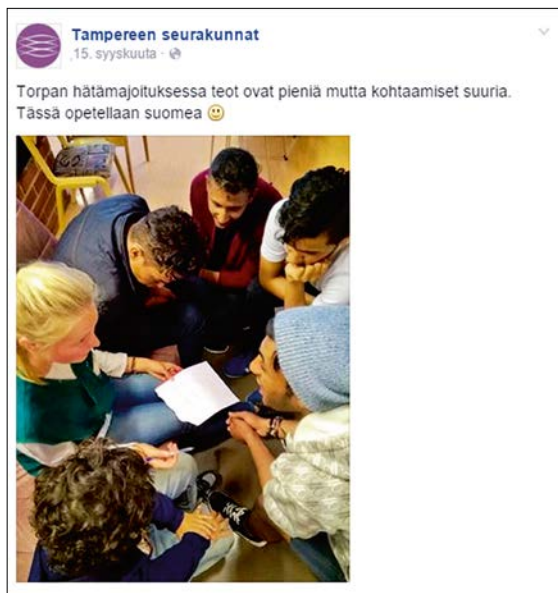 Tampereen seurakunnat
15. syyskuuta ·
Torpan hätämajoituksessa teot ovat pieniä mutta kohtaamiset suuria.
Tässä opetellaan suomea 🙂